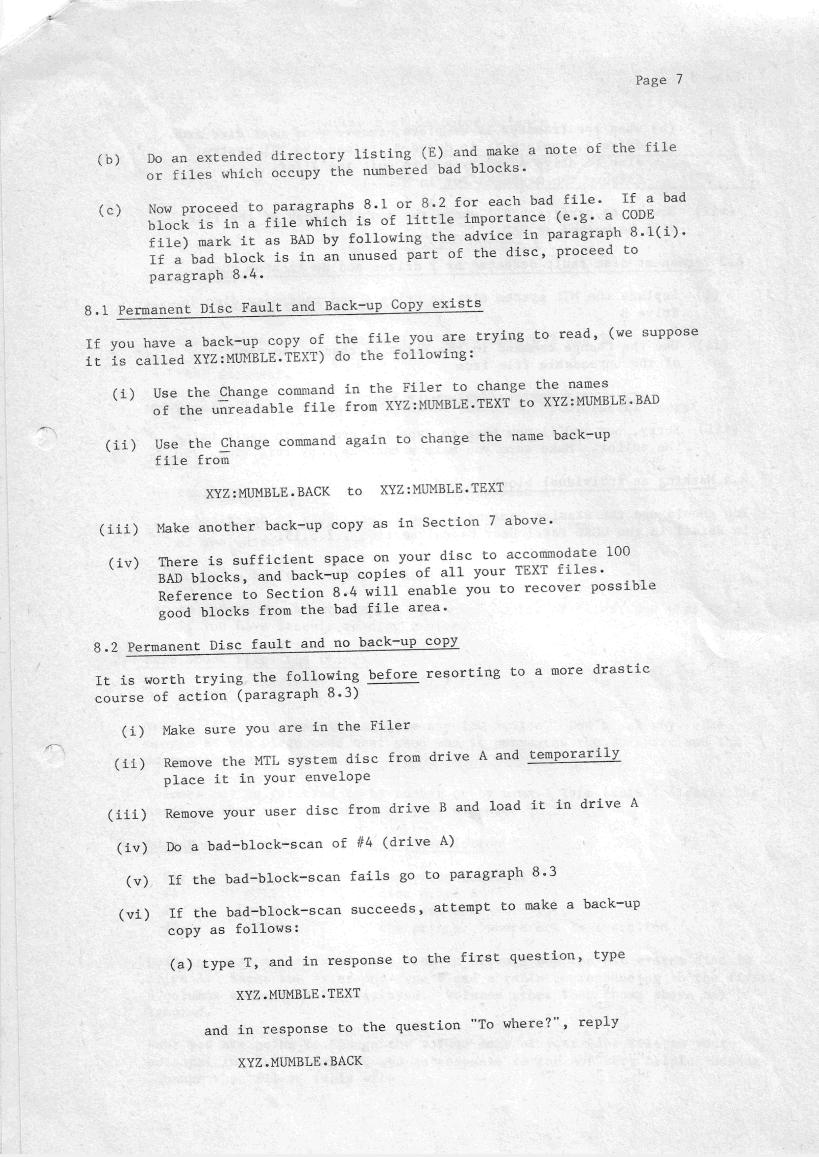 Page 7
(b) Do an extended directory listing (E) and make a note of the file
or files which occupy the numbered bad blocks.
(c) Now proceed to paragraphs 8.1 or 8.2 for each bad file. If a bad
block is in a file which is of little importance (e.g. a CODE
file) mark it as BAD by following the advice in paragraph 8.1(i).
If a bad block is in an unused part of the disc, proceed to
paragraph 8.4.
8.1 Permanent Disc Fault and Back-up Copy exists
If you have a back-up copy of the file you are trying to read, (we suppose
it is called XYZ:MUMBLE.TEXT) do the following:
(i) Use the Change command in the Filer to change the names
of the unreadable file from XYZ:MUMBLE.TEXT to XYZ:MUMBLE.BAD
(ii) Use the Change command again to change the name back-up
file from
XYZ:MUMBLE.BACK to XYZ:MUMBLE.TEXT
(iii) Make another back-up copy as in Section 7 above.
(iv) There is sufficient space on your disc to accommodate 100
BAD blocks, and back-up copies of all your TEXT files.
Reference to Section 8.4 will enable you to recover possible
good blocks from the bad file area.
8.2 Permanent Disc fault and no back-up copy
It is worth trying the following before resorting to a more drastic
course of action (paragraph 8.3)
(i) Make sure you are in the Filer
(ii) Remove the MTL system disc from drive A and temporarily
place it in your envelope
(iii) Remove your user disc from drive B and load it in drive A
(iv) Do a bad-block-scan of #4 (drive A)
(v) If the bad-block-scan fails go to paragraph 8.3
(vi) If the bad-block-scan succeeds, attempt to make a back-up
copy as follows:
(a) type T, and in response to the first question, type
XYZ.MUMBLE.TEXT
and in response to the question "To where?", reply
XYZ.MUMBLE.BACK